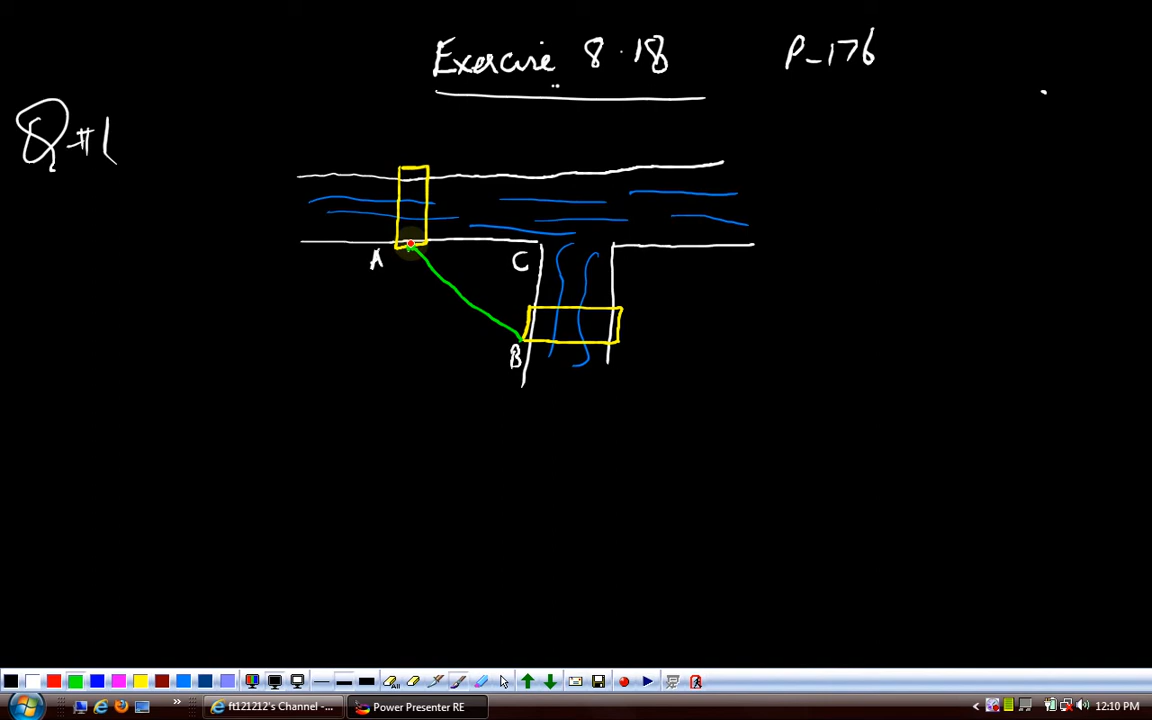 Exercise 8.18 P-176
Q#1
A
C
B
ft121212's Channel -...
Power Presenter RE
12:10 PM